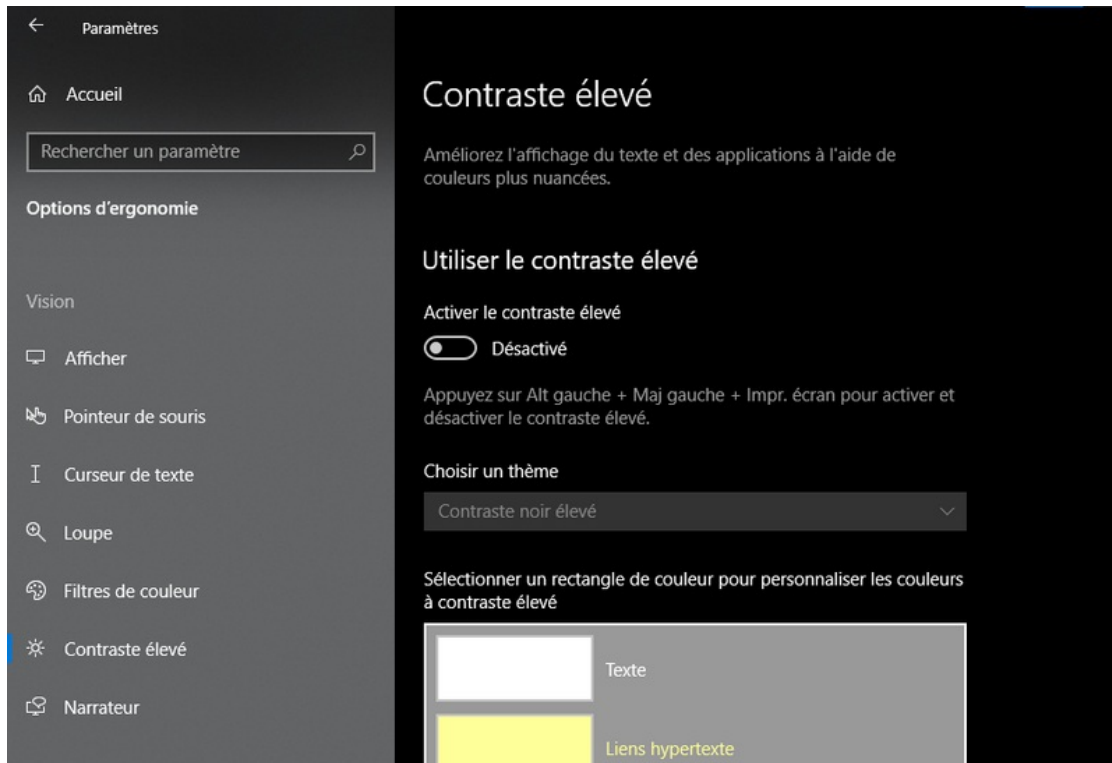 Paramètres
Accueil
Rechercher un paramètre
Options d'ergonomie
Vision
Afficher
Pointeur de souris
Curseur de texte
Loupe
Filtres de couleur
Contraste élevé
Narrateur
Contraste élevé
Améliorez l'affichage du texte et des applications à l'aide de
couleurs plus nuancées.
Utiliser le contraste élevé
Activer le contraste élevé
Désactivé
Appuyez sur Alt gauche + Maj gauche + Impr. écran pour activer et
désactiver le contraste élevé.
Choisir un thème
Contraste noir élevé
Sélectionner un rectangle de couleur pour personnaliser les couleurs
à contraste élevé
Texte
Liens hypertexte